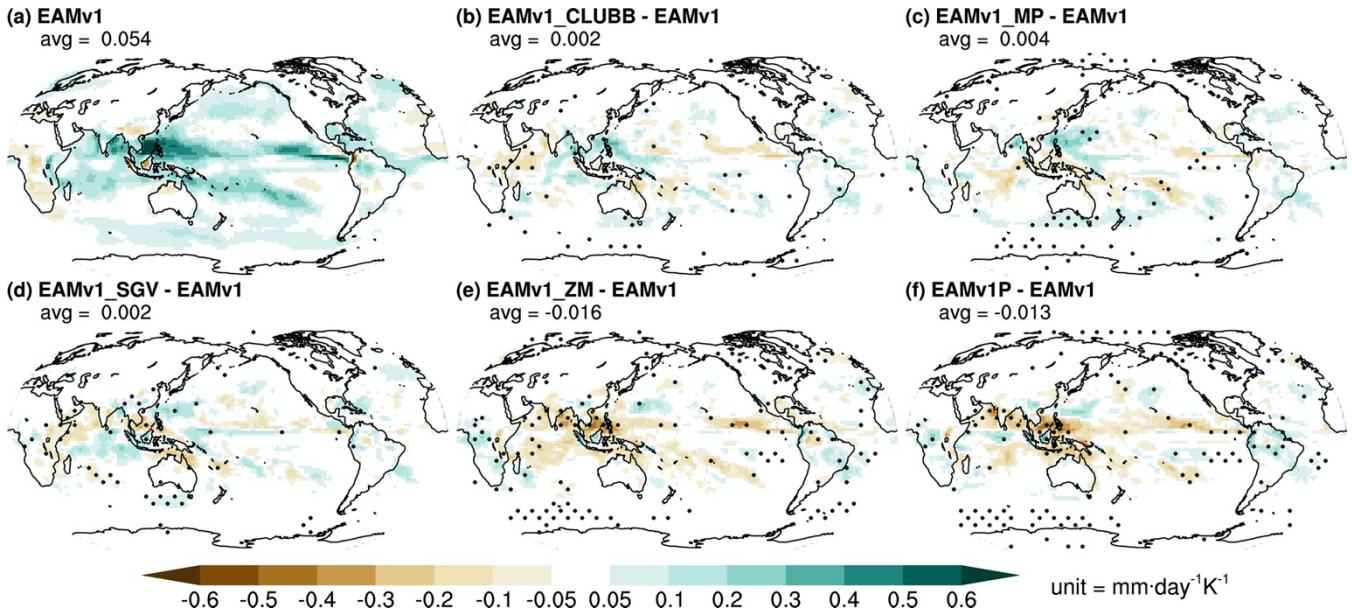 (a) EAMv1
avg = 0.054
(b) EAMv1_CLUBB - EAMv1
avg = 0.002
(c) EAMv1_MP - EAMv1
avg = 0.004
(d) EAMv1_SGV - EAMv1
avg = 0.002
(e) EAMv1_ZM - EAMv1
avg = -0.016
(f) EAMv1P - EAMv1
avg = -0.013
-0.6 -0.5 -0.4 -0.3 -0.2 -0.1 -0.05 0.05 0.1 0.2 0.3 0.4 0.5 0.6
unit = mm·day⁻¹K⁻¹